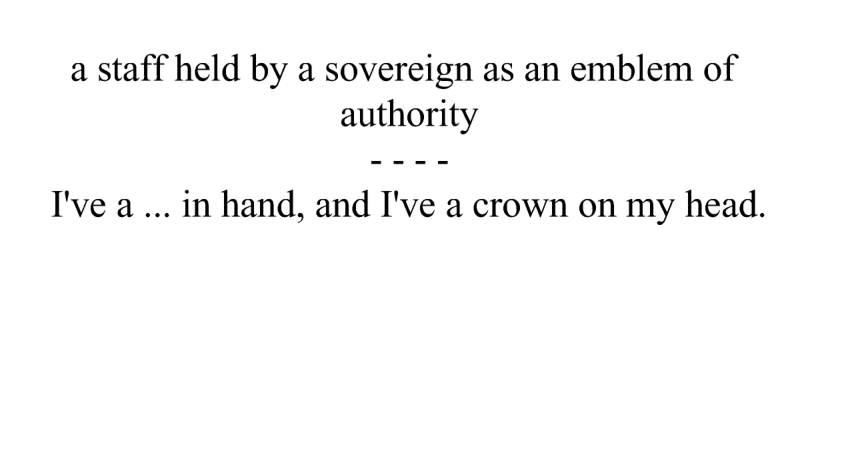 a staff held by a sovereign as an emblem of
authority
- - - -
I've a ... in hand, and I've a crown on my head.